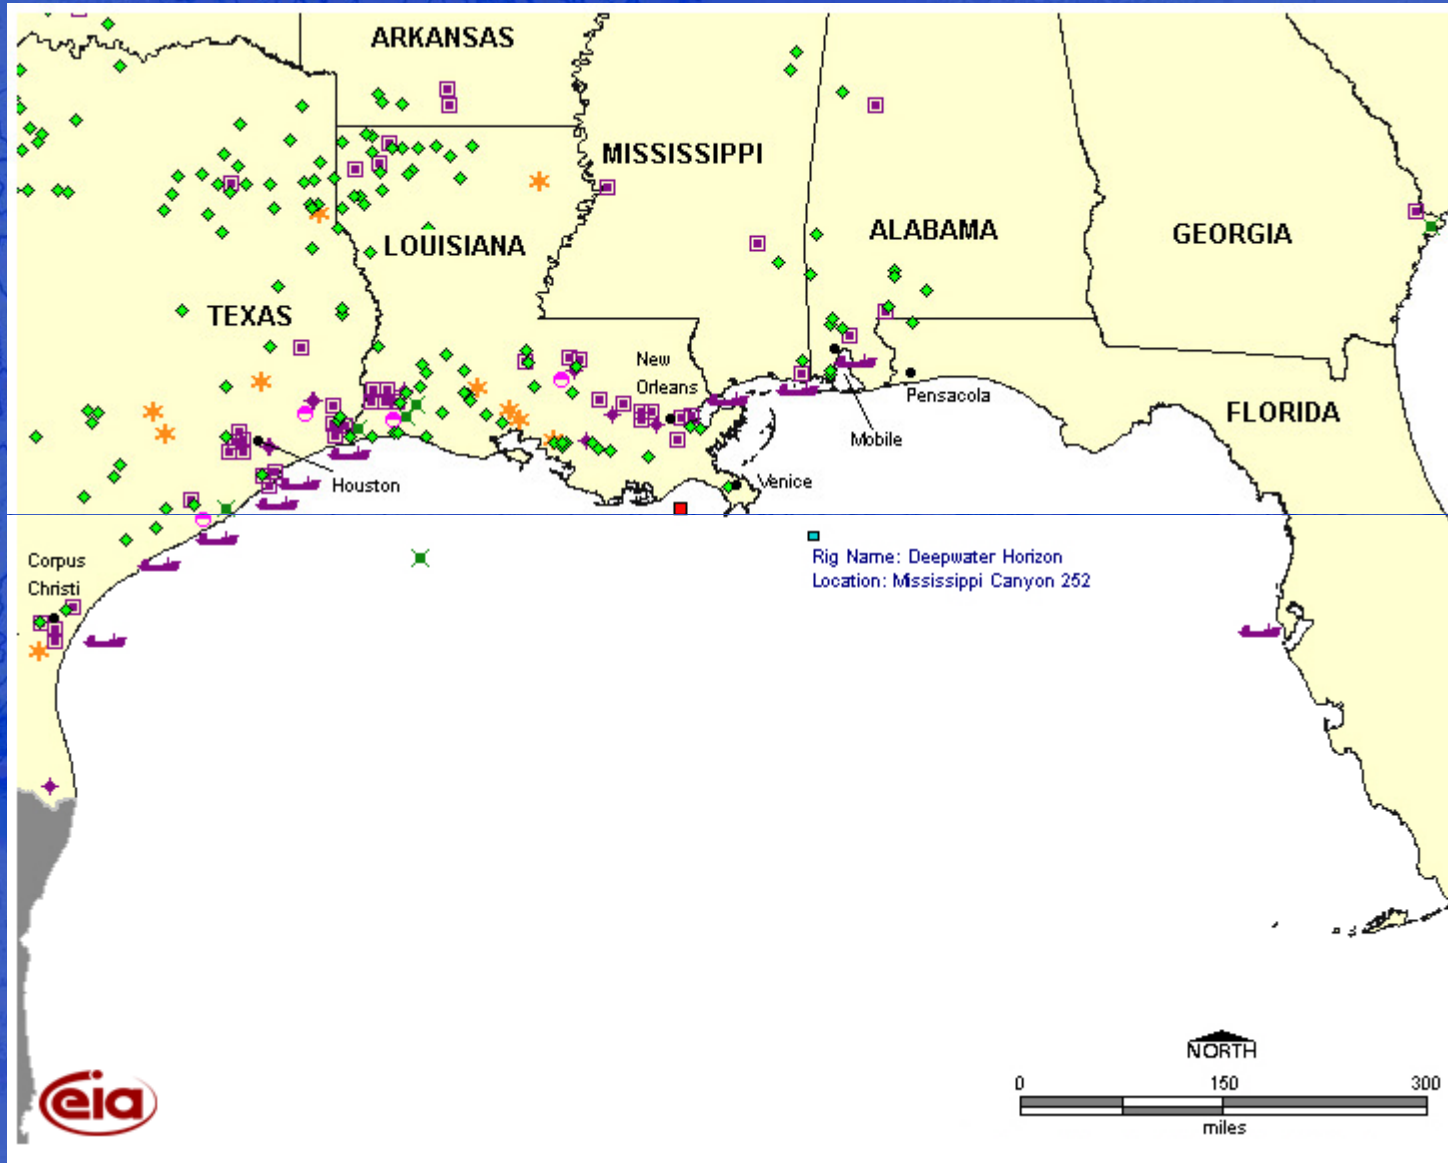 ARKANSAS
MISSISSIPPI
LOUISIANA
ALABAMA
GEORGIA
TEXAS
New
Orleans
Pensacola
FLORIDA
Mobile
Houston
Venice
Corpus
Christi
Rig Name: Deepwater Horizon
Location: Mississippi Canyon 252
NORTH
0 150 300
miles
eia